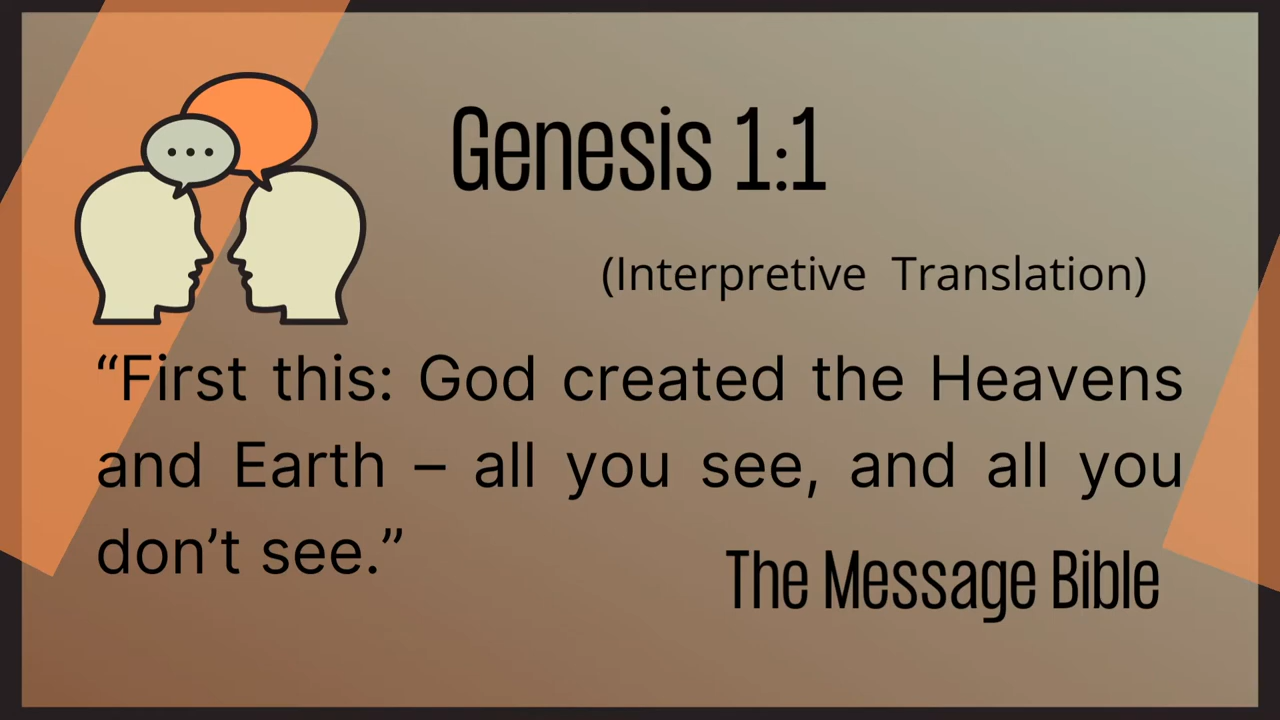 Genesis 1:1
(Interpretive Translation)
“First this: God created the Heavens
and Earth – all you see, and all you
don’t see.”
The Message Bible